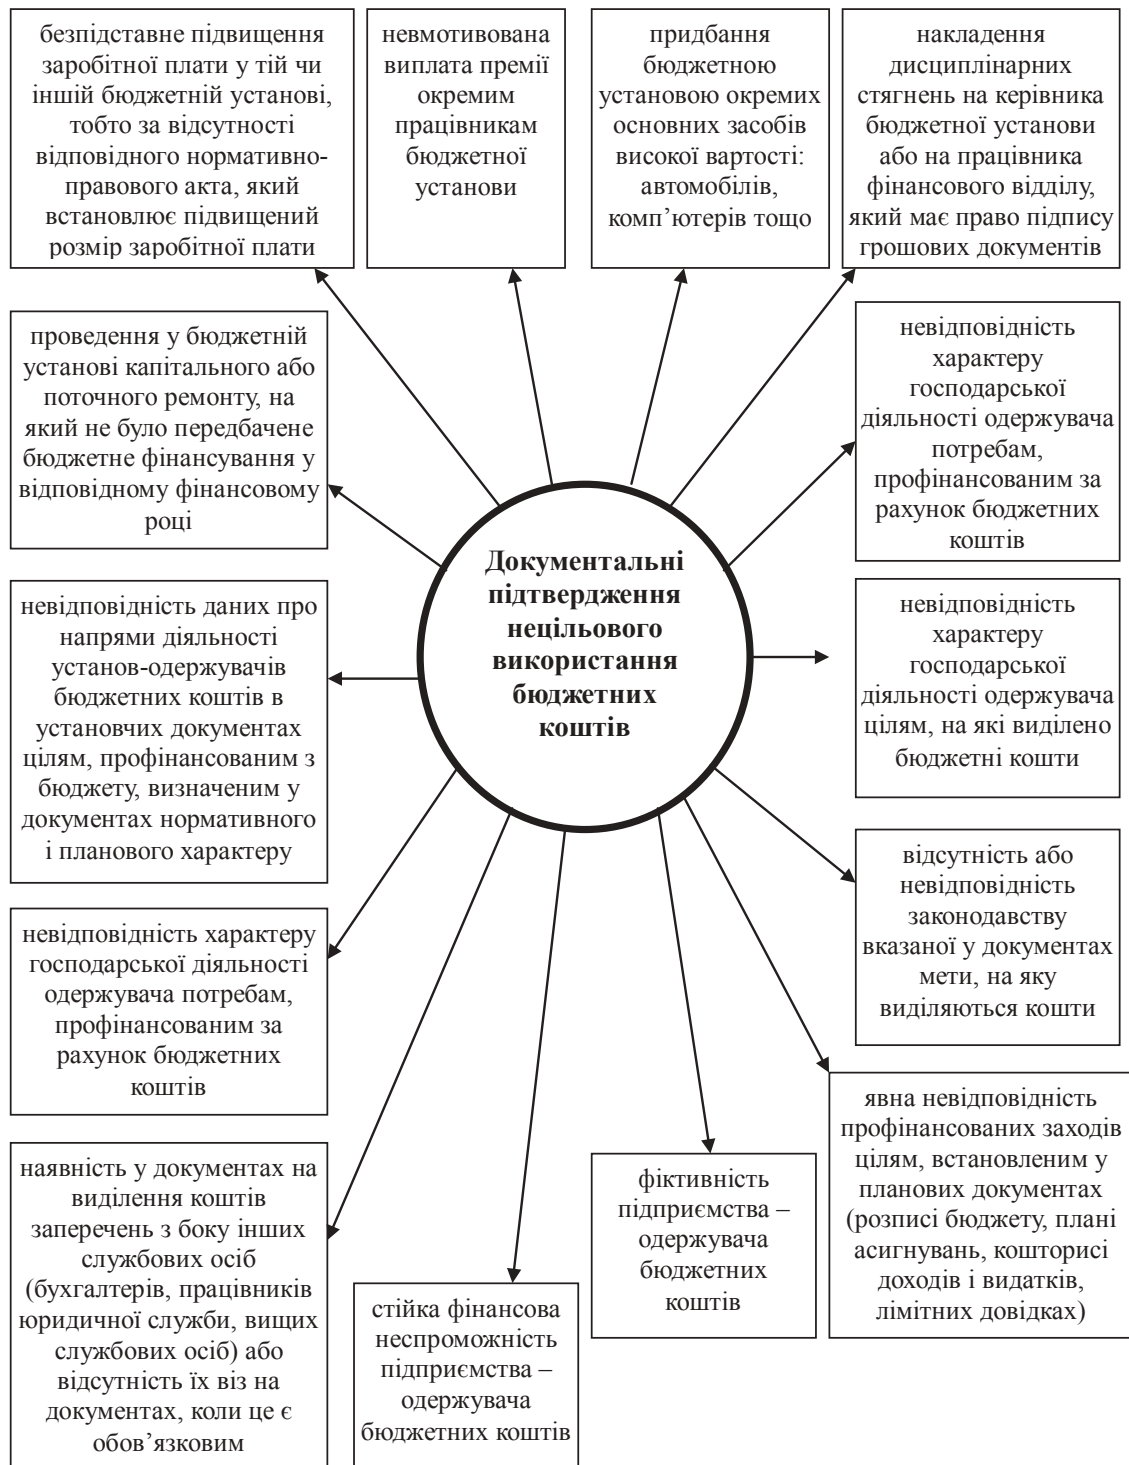 безпідставне підвищення
заробітної плати у тій чи
іншій бюджетній установі,
тобто за відсутності
відповідного нормативно-
правового акта, який
встановлює підвищений
розмір заробітної плати
невмотивована
виплата премії
окремим
працівникам
бюджетної
установи
придбання
бюджетною
установою окремих
основних засобів
високої вартості:
автомобілів,
комп’ютерів тощо
накладення
дисциплінарних
стягнень на керівника
бюджетної установи
або на працівника
фінансового відділу,
який має право підпису
грошових документів
проведення у бюджетній
установі капітального або
поточного ремонту, на
який не було передбачене
бюджетне фінансування у
відповідному фінансовому
році
невідповідність
характеру
господарської
діяльності одержувача
потребам,
профінансованим за
рахунок бюджетних
коштів
Документальні
підтвердження
нецільового
використання
бюджетних
коштів
невідповідність даних про
напрями діяльності
установ-одержувачів
бюджетних коштів в
установчих документах
цілям, профінансованим з
бюджету, визначеним у
документах нормативного
і планового характеру
невідповідність
характеру
господарської
діяльності одержувача
цілям, на які виділено
бюджетні кошти
відсутність або
невідповідність
законодавству
вказаної у документах
мети, на яку
виділяються кошти
невідповідність характеру
господарської діяльності
одержувача потребам,
профінансованим за
рахунок бюджетних
коштів
явна невідповідність
профінансованих заходів
цілям, встановленим у
планових документах
(розписі бюджету, плані
асигнувань, кошторисі
доходів і видатків,
лімітних довідках)
наявність у документах на
виділення коштів
заперечень з боку інших
службових осіб
(бухгалтерів, працівників
юридичної служби, вищих
службових осіб) або
відсутність їх віз на
документах, коли це є
обов’язковим
стійка фінансова
неспроможність
підприємства –
одержувача
бюджетних коштів
фіктивність
підприємства –
одержувача
бюджетних
коштів